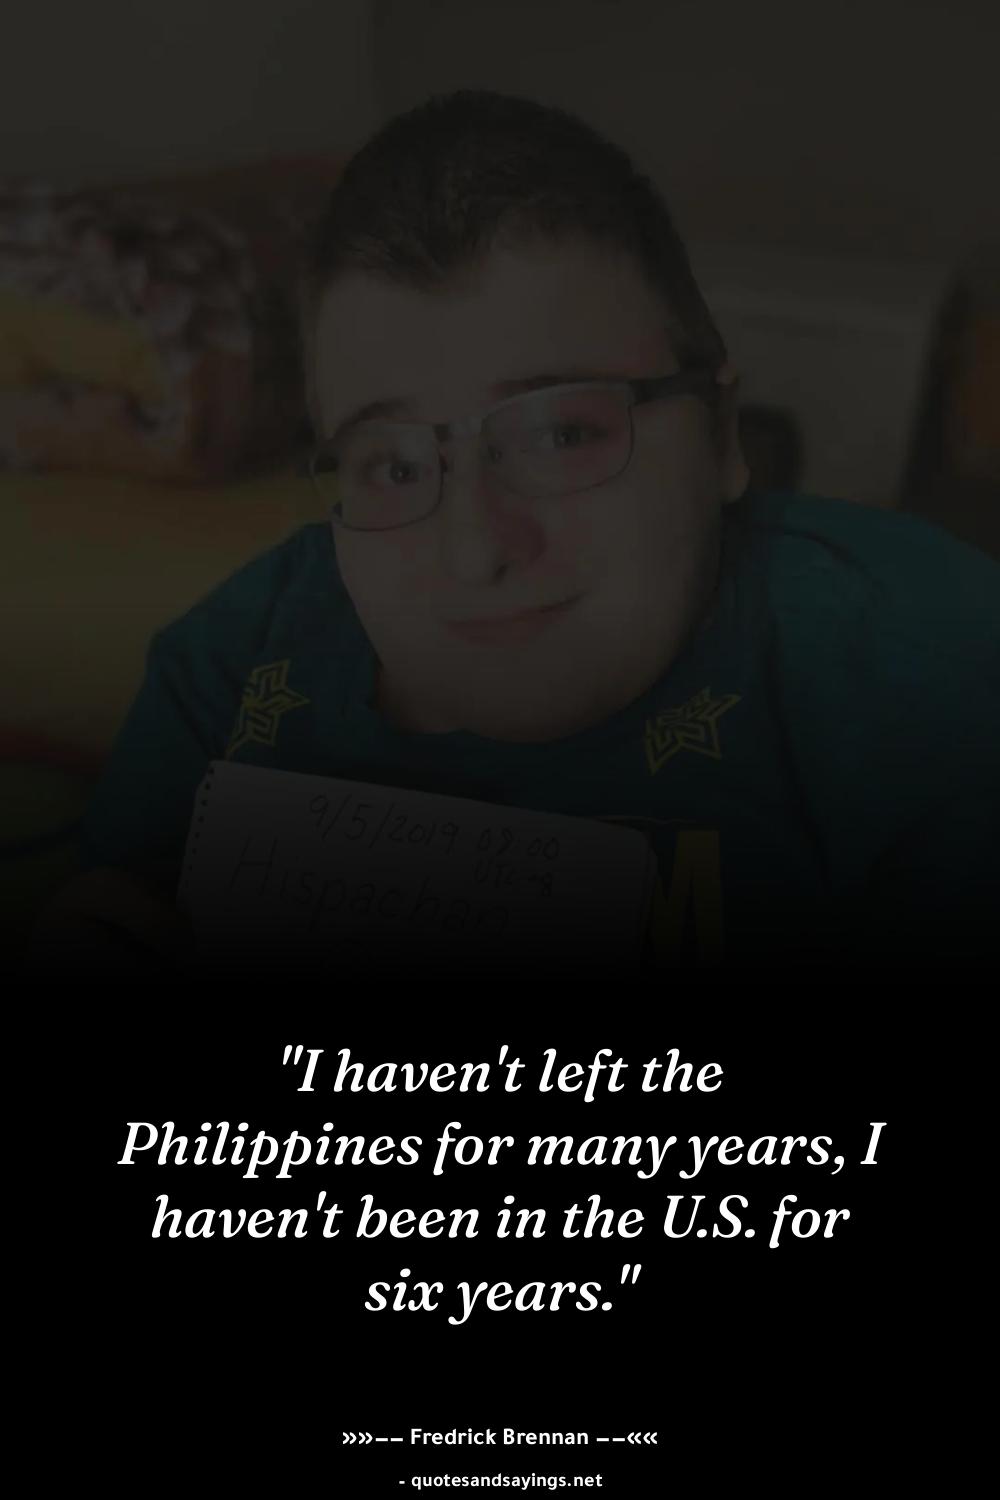 9/5/2019 09:00
UTC+8
Hispachan
M
"I haven't left the
Philippines for many years, I
haven't been in the U.S. for
six years."
»»–– Fredrick Brennan ––««
- quotesandsayings.net